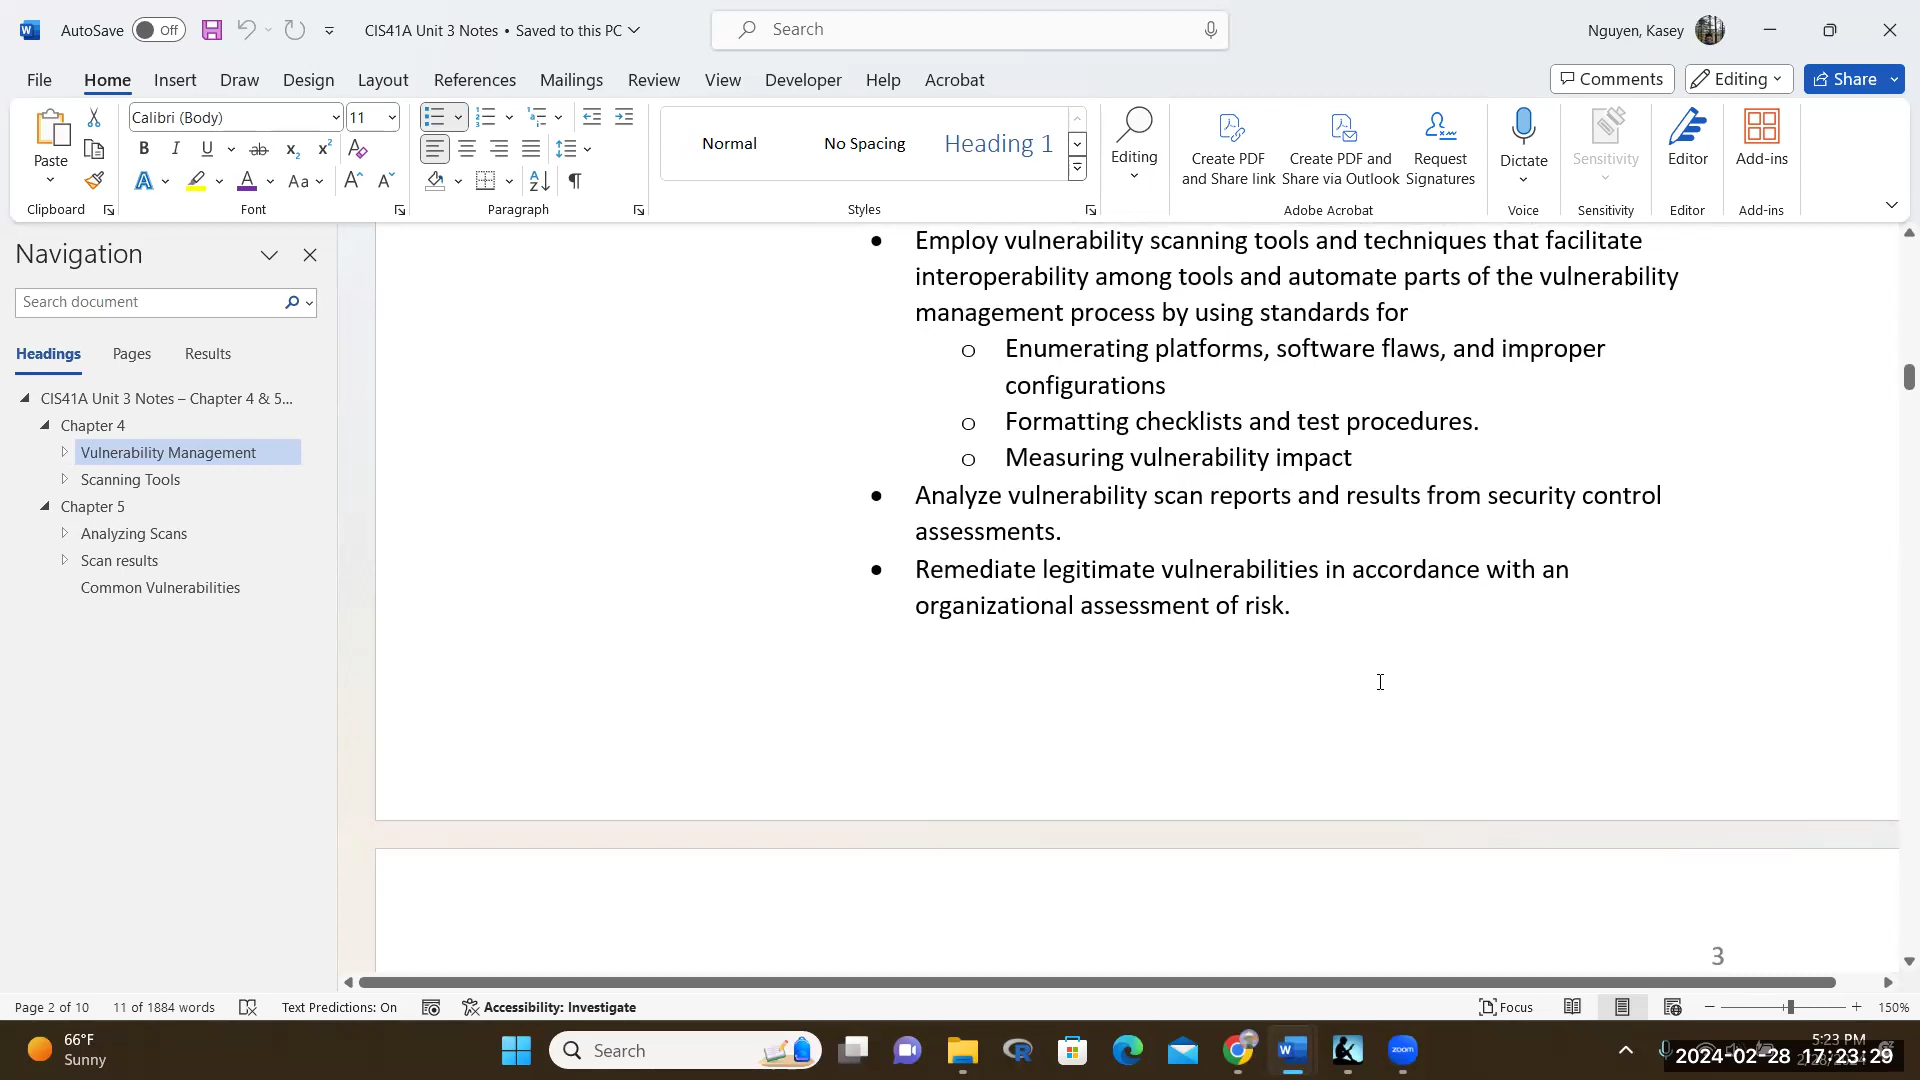 AutoSave Off CIS41A Unit 3 Notes • Saved to this PC Search Nguyen, Kasey
File Home Insert Draw Design Layout References Mailings Review View Developer Help Acrobat Comments Editing Share
Calibri (Body) 11
Paste
Normal No Spacing Heading 1
Editing
Create PDF and Share link
Create PDF and Share via Outlook
Request Signatures
Dictate
Sensitivity
Editor
Add-ins
Clipboard Font Paragraph Styles Adobe Acrobat Voice Sensitivity Editor Add-ins
Navigation
Search document
Headings Pages Results
CIS41A Unit 3 Notes – Chapter 4 & 5...
Chapter 4
Vulnerability Management
Scanning Tools
Chapter 5
Analyzing Scans
Scan results
Common Vulnerabilities
• Employ vulnerability scanning tools and techniques that facilitate
interoperability among tools and automate parts of the vulnerability
management process by using standards for
o Enumerating platforms, software flaws, and improper
configurations
o Formatting checklists and test procedures.
o Measuring vulnerability impact
• Analyze vulnerability scan reports and results from security control
assessments.
• Remediate legitimate vulnerabilities in accordance with an
organizational assessment of risk.
3
Page 2 of 10 11 of 1884 words Text Predictions: On Accessibility: Investigate Focus 150%
66°F
Sunny
Search
zoom
5:23 PM
2024-02-28 17:23:29